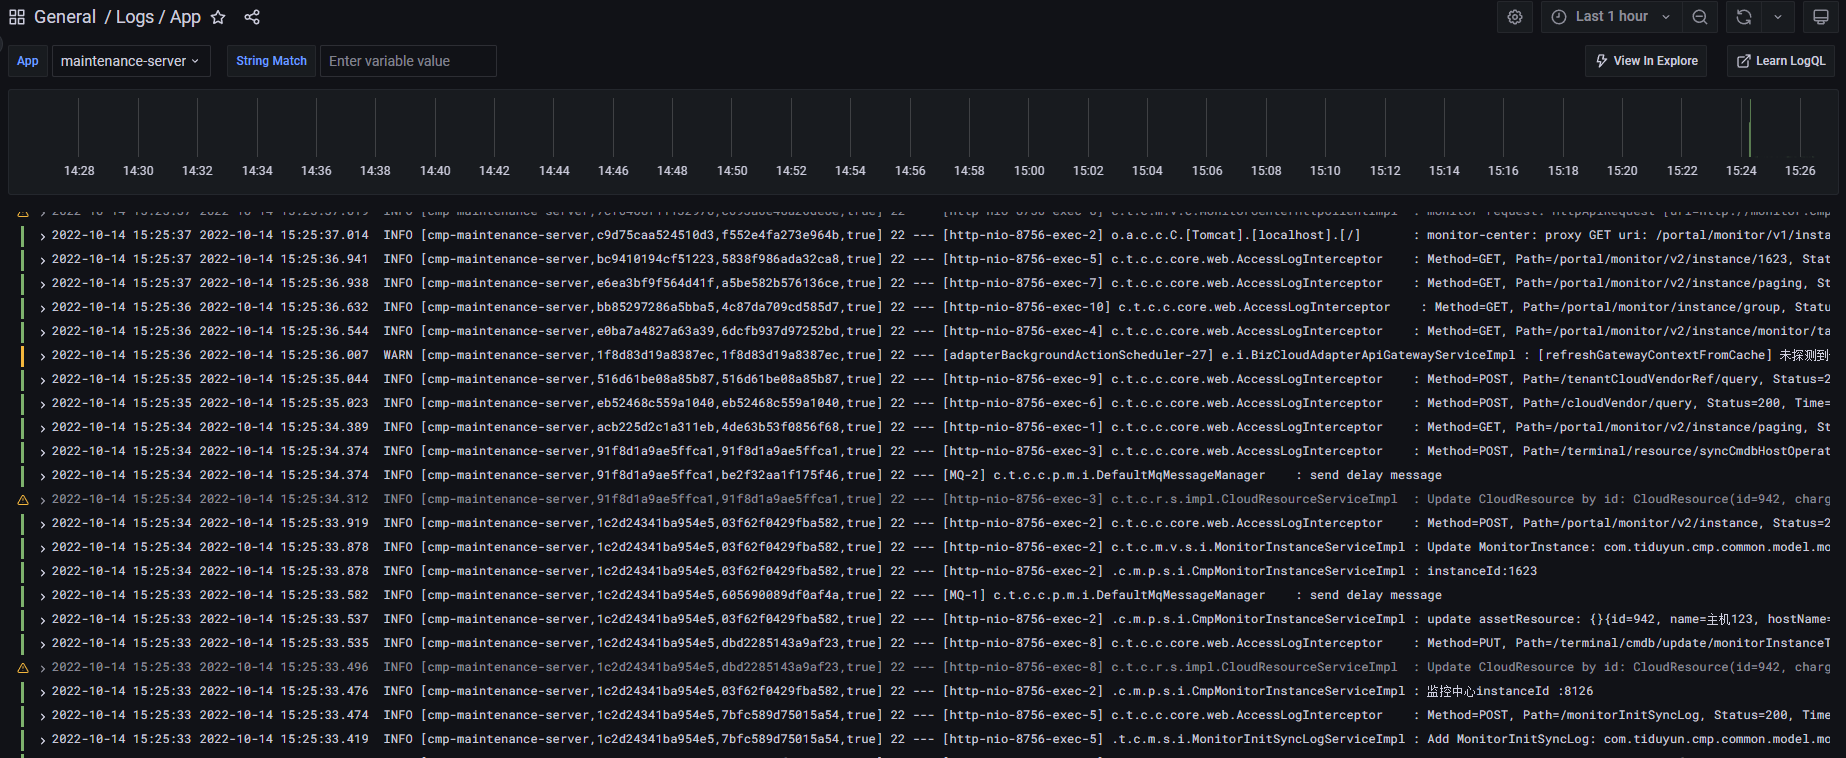 General / Logs / App
Last 1 hour
App maintenance-server String Match Enter variable value View In Explore Learn LogQL
14:28 14:30 14:32 14:34 14:36 14:38 14:40 14:42 14:44 14:46 14:48 14:50 14:52 14:54 14:56 14:58 15:00 15:02 15:04 15:06 15:08 15:10 15:12 15:14 15:16 15:18 15:20 15:22 15:24 15:26
2022-10-14 15:25:37 2022-10-14 15:25:37.014 INFO [cmp-maintenance-server,c9d75caa524510d3,f552e4fa273e964b,true] 22 --- [http-nio-8756-exec-2] o.a.c.c.C.[Tomcat].[localhost].[/] : monitor-center: proxy GET uri: /portal/monitor/v1/insta
2022-10-14 15:25:37 2022-10-14 15:25:36.941 INFO [cmp-maintenance-server,bc9410194cf51223,5838f986ada32ca8,true] 22 --- [http-nio-8756-exec-5] c.t.c.c.core.web.AccessLogInterceptor : Method=GET, Path=/portal/monitor/v2/instance/1623, Stat
2022-10-14 15:25:37 2022-10-14 15:25:36.938 INFO [cmp-maintenance-server,e6ea3bf9f564d41f,a5be582b576136ce,true] 22 --- [http-nio-8756-exec-7] c.t.c.c.core.web.AccessLogInterceptor : Method=GET, Path=/portal/monitor/v2/instance/paging, St
2022-10-14 15:25:36 2022-10-14 15:25:36.632 INFO [cmp-maintenance-server,bb85297286a5bba5,4c87da709cd585d7,true] 22 --- [http-nio-8756-exec-10] c.t.c.c.core.web.AccessLogInterceptor : Method=GET, Path=/portal/monitor/instance/group, Statu
2022-10-14 15:25:36 2022-10-14 15:25:36.544 INFO [cmp-maintenance-server,e0ba7a4827a63a39,6dcfb937d97252bd,true] 22 --- [http-nio-8756-exec-4] c.t.c.c.core.web.AccessLogInterceptor : Method=GET, Path=/portal/monitor/v2/instance/monitor/ta
2022-10-14 15:25:36 2022-10-14 15:25:36.007 WARN [cmp-maintenance-server,1f8d83d19a8387ec,1f8d83d19a8387ec,true] 22 --- [adapterBackgroundActionScheduler-27] e.i.BizCloudAdapterApiGatewayServiceImpl : [refreshGatewayContextFromCache] 未探测到
2022-10-14 15:25:35 2022-10-14 15:25:35.044 INFO [cmp-maintenance-server,516d61be08a85b87,516d61be08a85b87,true] 22 --- [http-nio-8756-exec-9] c.t.c.c.core.web.AccessLogInterceptor : Method=POST, Path=/tenantCloudVendorRef/query, Status=2
2022-10-14 15:25:35 2022-10-14 15:25:35.023 INFO [cmp-maintenance-server,eb52468c559a1040,eb52468c559a1040,true] 22 --- [http-nio-8756-exec-6] c.t.c.c.core.web.AccessLogInterceptor : Method=POST, Path=/cloudVendor/query, Status=200, Time=
2022-10-14 15:25:34 2022-10-14 15:25:34.389 INFO [cmp-maintenance-server,acb225d2c1a311eb,4de63b53f0856f68,true] 22 --- [http-nio-8756-exec-1] c.t.c.c.core.web.AccessLogInterceptor : Method=GET, Path=/portal/monitor/v2/instance/paging, St
2022-10-14 15:25:34 2022-10-14 15:25:34.374 INFO [cmp-maintenance-server,91f8d1a9ae5ffca1,91f8d1a9ae5ffca1,true] 22 --- [http-nio-8756-exec-3] c.t.c.c.core.web.AccessLogInterceptor : Method=POST, Path=/terminal/resource/syncCmdbHostOperat
2022-10-14 15:25:34 2022-10-14 15:25:34.374 INFO [cmp-maintenance-server,91f8d1a9ae5ffca1,be2f32aa1f175f46,true] 22 --- [MQ-2] c.t.c.c.p.m.i.DefaultMqMessageManager : send delay message
2022-10-14 15:25:34 2022-10-14 15:25:34.312 INFO [cmp-maintenance-server,91f8d1a9ae5ffca1,91f8d1a9ae5ffca1,true] 22 --- [http-nio-8756-exec-3] c.t.c.r.s.impl.CloudResourceServiceImpl : Update CloudResource by id: CloudResource(id=942, charg
2022-10-14 15:25:34 2022-10-14 15:25:33.919 INFO [cmp-maintenance-server,1c2d24341ba954e5,03f62f0429fba582,true] 22 --- [http-nio-8756-exec-2] c.t.c.c.core.web.AccessLogInterceptor : Method=POST, Path=/portal/monitor/v2/instance, Status=2
2022-10-14 15:25:34 2022-10-14 15:25:33.878 INFO [cmp-maintenance-server,1c2d24341ba954e5,03f62f0429fba582,true] 22 --- [http-nio-8756-exec-2] c.t.c.m.v.s.i.MonitorInstanceServiceImpl : Update MonitorInstance: com.tiduyun.cmp.common.model.mo
2022-10-14 15:25:34 2022-10-14 15:25:33.878 INFO [cmp-maintenance-server,1c2d24341ba954e5,03f62f0429fba582,true] 22 --- [http-nio-8756-exec-2] .c.m.p.s.i.CmpMonitorInstanceServiceImpl : instanceId:1623
2022-10-14 15:25:33 2022-10-14 15:25:33.582 INFO [cmp-maintenance-server,1c2d24341ba954e5,605690089df0af4a,true] 22 --- [MQ-1] c.t.c.c.p.m.i.DefaultMqMessageManager : send delay message
2022-10-14 15:25:33 2022-10-14 15:25:33.537 INFO [cmp-maintenance-server,1c2d24341ba954e5,03f62f0429fba582,true] 22 --- [http-nio-8756-exec-2] .c.m.p.s.i.CmpMonitorInstanceServiceImpl : update assetResource: {}{id=942, name=主机123, hostName=
2022-10-14 15:25:33 2022-10-14 15:25:33.535 INFO [cmp-maintenance-server,1c2d24341ba954e5,dbd2285143a9af23,true] 22 --- [http-nio-8756-exec-8] c.t.c.c.core.web.AccessLogInterceptor : Method=PUT, Path=/terminal/cmdb/update/monitorInstanceT
2022-10-14 15:25:33 2022-10-14 15:25:33.496 INFO [cmp-maintenance-server,1c2d24341ba954e5,dbd2285143a9af23,true] 22 --- [http-nio-8756-exec-8] c.t.c.r.s.impl.CloudResourceServiceImpl : Update CloudResource by id: CloudResource(id=942, charg
2022-10-14 15:25:33 2022-10-14 15:25:33.476 INFO [cmp-maintenance-server,1c2d24341ba954e5,03f62f0429fba582,true] 22 --- [http-nio-8756-exec-2] .c.m.p.s.i.CmpMonitorInstanceServiceImpl : 监控中心instanceId :8126
2022-10-14 15:25:33 2022-10-14 15:25:33.474 INFO [cmp-maintenance-server,1c2d24341ba954e5,7bfc589d75015a54,true] 22 --- [http-nio-8756-exec-5] c.t.c.c.core.web.AccessLogInterceptor : Method=POST, Path=/monitorInitSyncLog, Status=200, Time
2022-10-14 15:25:33 2022-10-14 15:25:33.419 INFO [cmp-maintenance-server,1c2d24341ba954e5,7bfc589d75015a54,true] 22 --- [http-nio-8756-exec-5] .t.c.m.s.i.MonitorInitSyncLogServiceImpl : Add MonitorInitSyncLog: com.tiduyun.cmp.common.model.mo